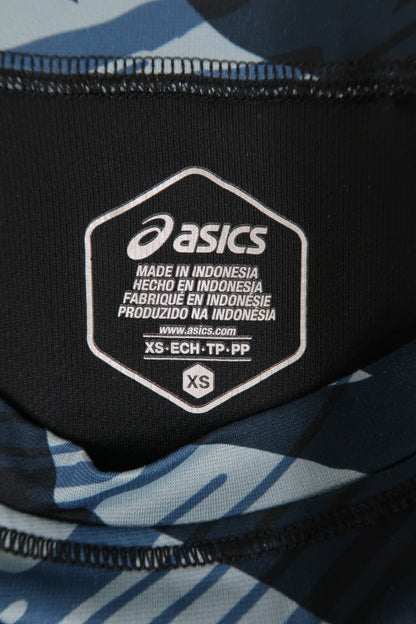 asics
MADE IN INDONESIA
HECHO EN INDONESIA
FABRIQUÉ EN INDONÉSIE
PRODUZIDO NA INDONÉSIA
www.asics.com
XS·ECH·TP·PP
XS